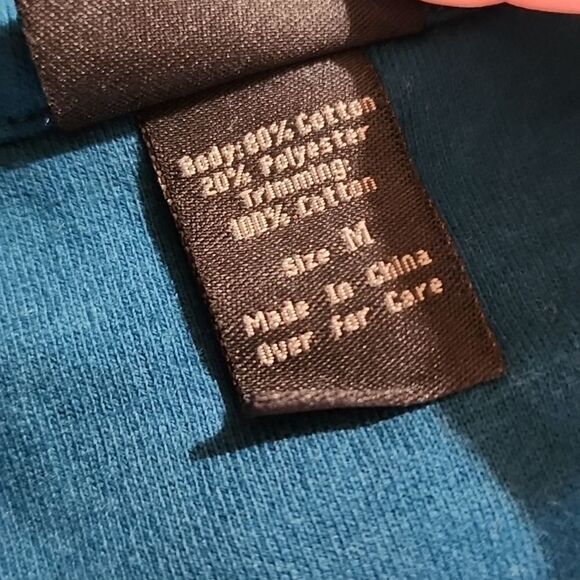 Body:80% Cotton
20% Polyester
Trimming:
100% Cotton
Size M
Made In China
Over For Care